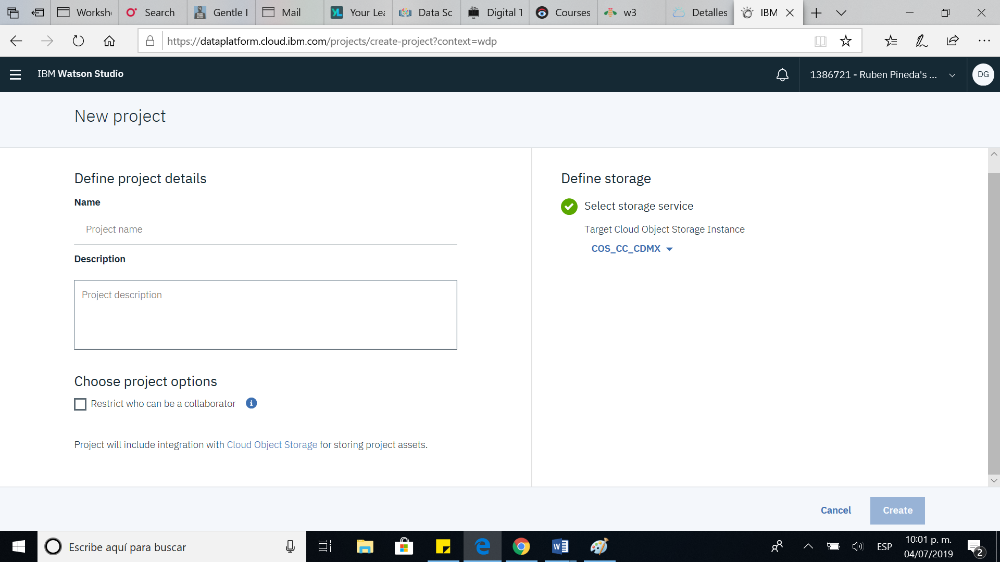 Worksh
Search
Gentle I
Mail
Your Lea
Data Sc
Digital T
Courses
w3
Detalles
IBM
https://dataplatform.cloud.ibm.com/projects/create-project?context=wdp
IBM Watson Studio
1386721 - Ruben Pineda's ...
DG
New project
Define project details
Name
Project name
Description
Project description
Choose project options
Restrict who can be a collaborator
Project will include integration with Cloud Object Storage for storing project assets.
Define storage
Select storage service
Target Cloud Object Storage Instance
COS_CC_CDMX
Cancel
Create
Escribe aquí para buscar
ESP
10:01 p. m.
04/07/2019
2